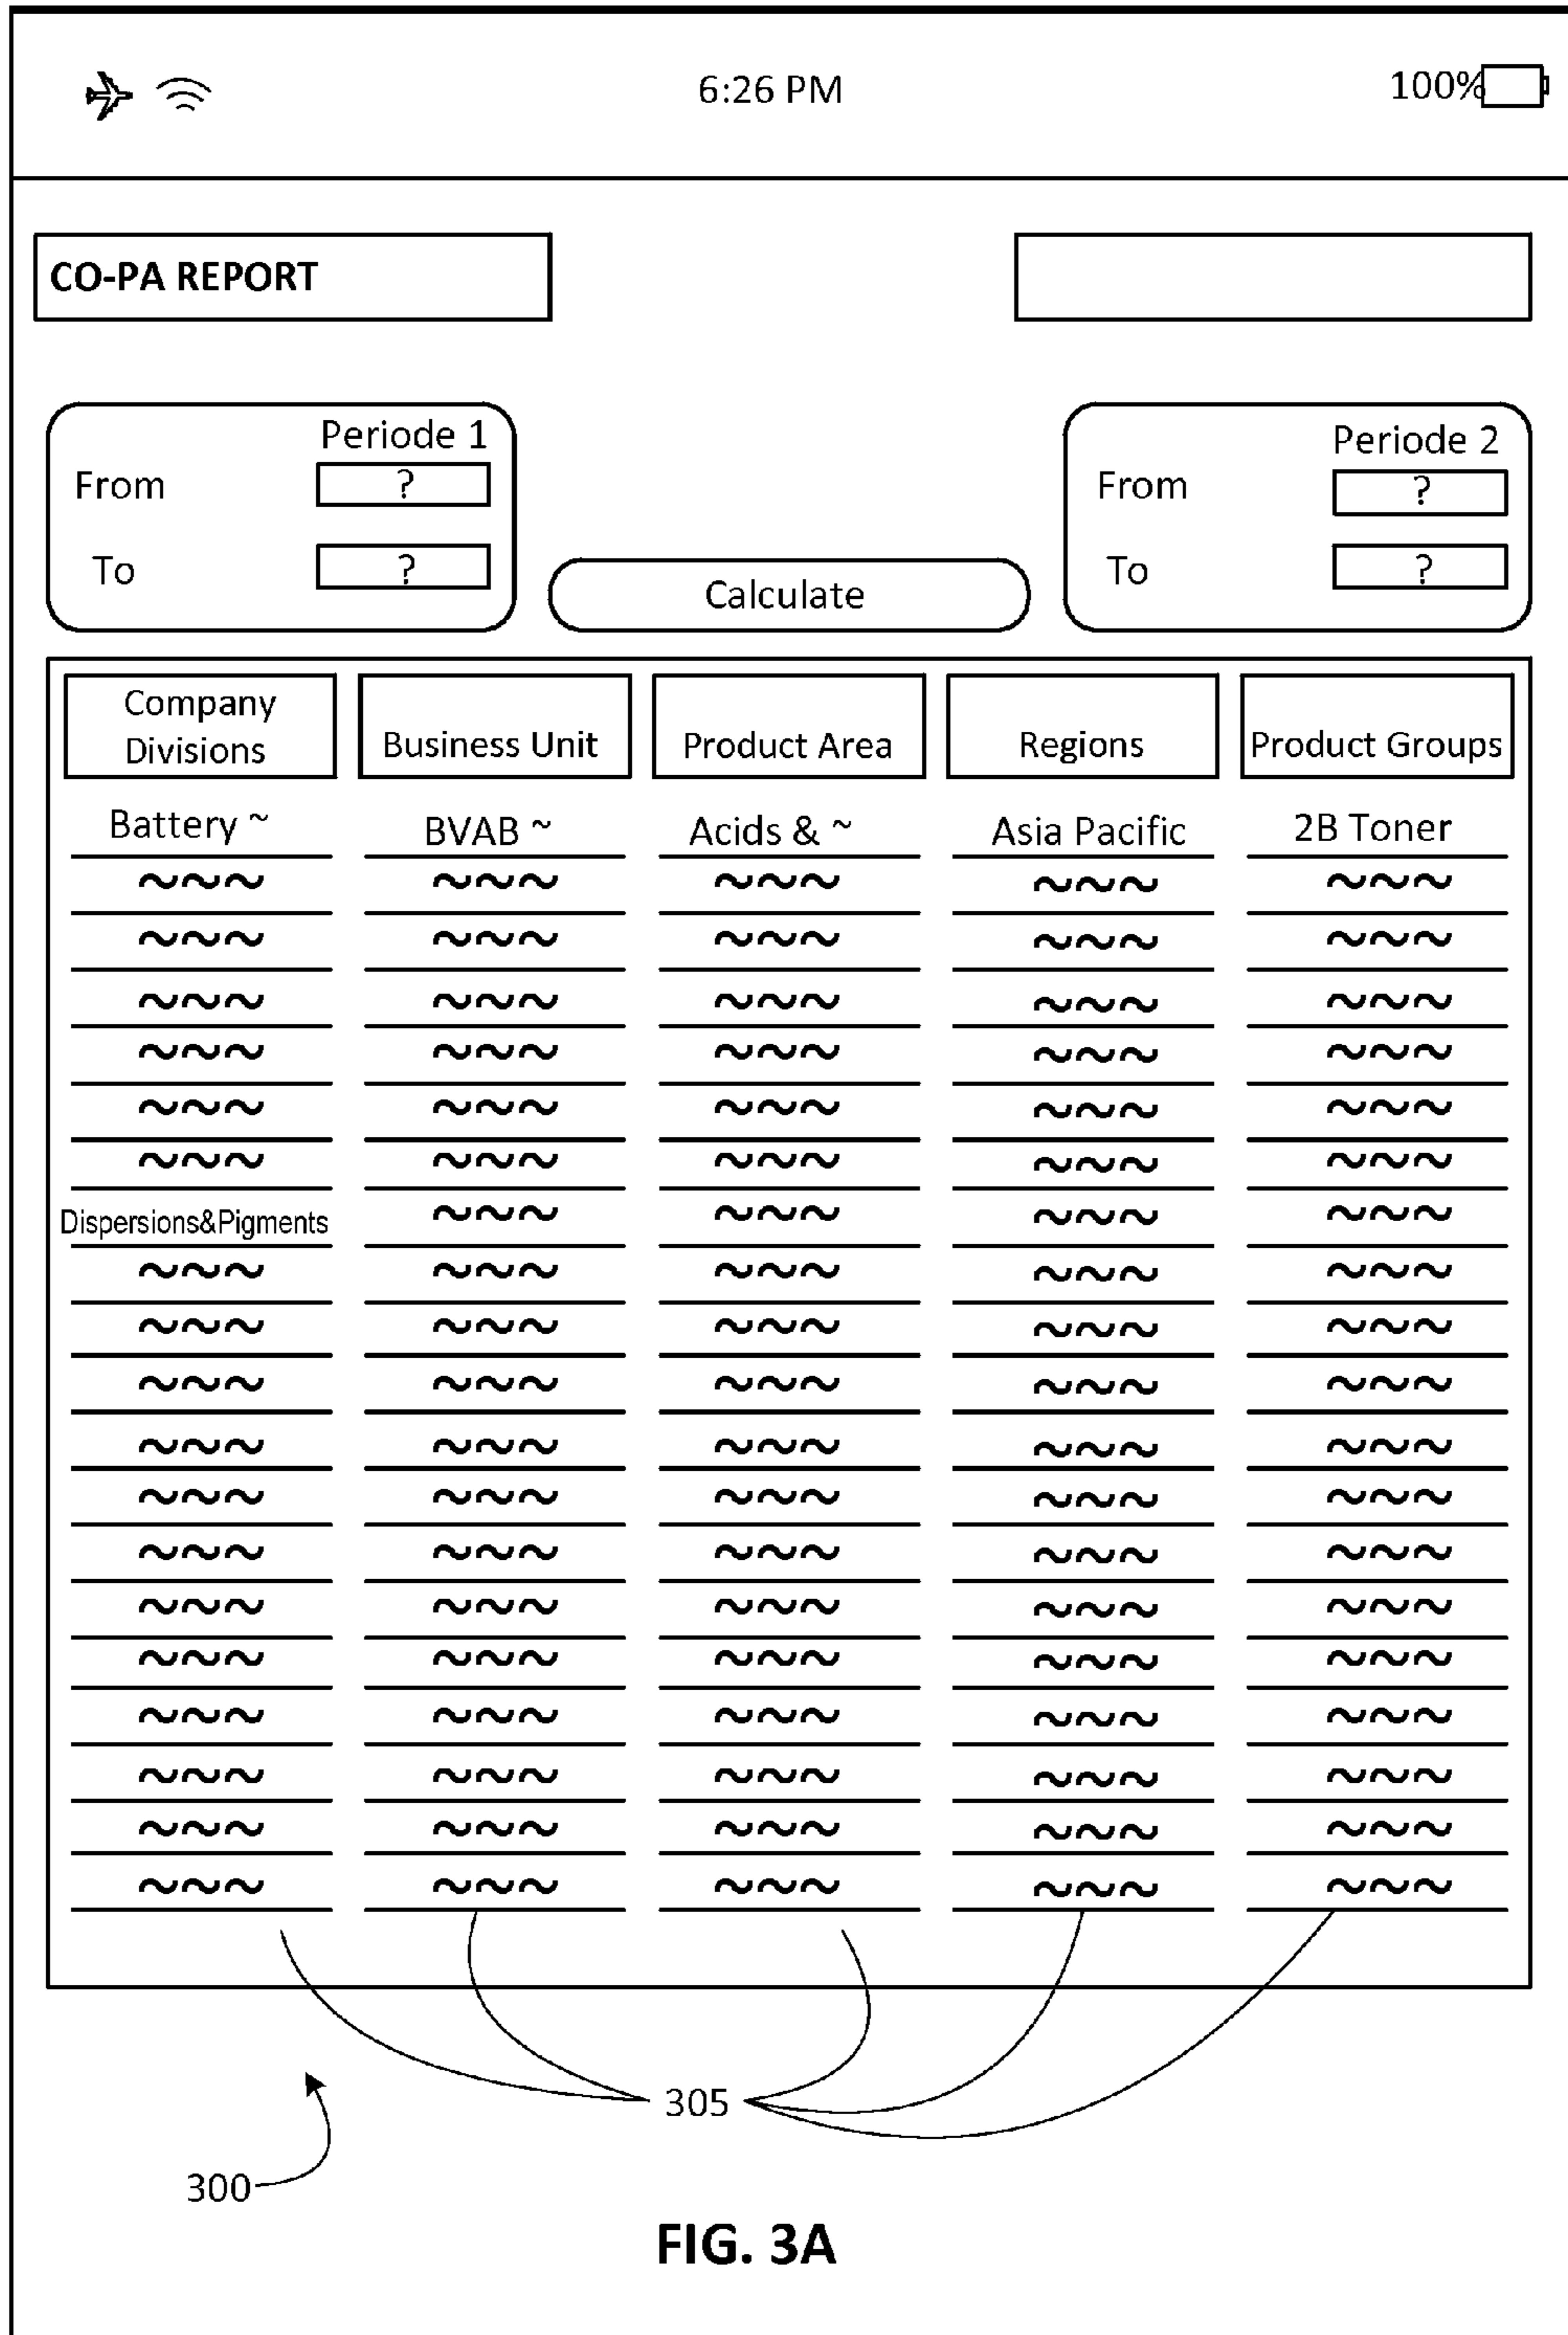 6:26 PM
100%
CO-PA REPORT
Periode 1
From ?
To ?
Calculate
Periode 2
From ?
To ?
Company Divisions
Business Unit
Product Area
Regions
Product Groups
Battery ~
BVAB ~
Acids & ~
Asia Pacific
2B Toner
Dispersions&Pigments
305
300
FIG. 3A